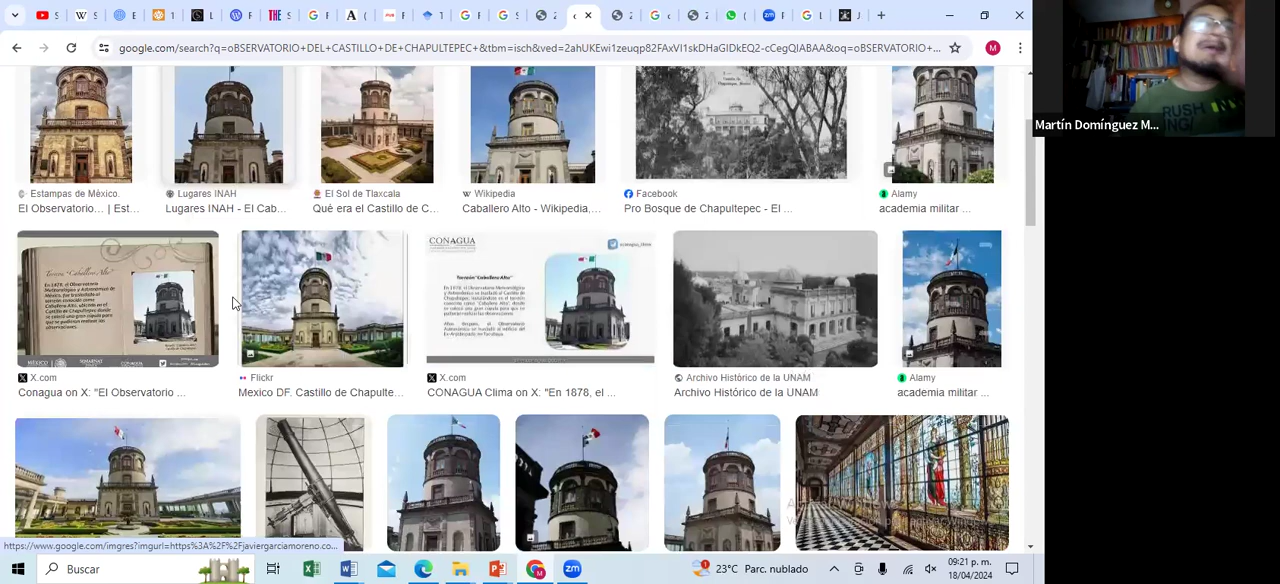 google.com/search?q=oBSERVATORIO+DEL+CASTILLO+DE+CHAPULTEPEC+&tbm=isch&ved=2ahUKEwi1zeuqp82FAxVI1skDHaGIDkEQ2-cCegQIABAA&oq=oBSERVATORIO+...
M
Martín Domínguez M...
Estampas de México.
El Observatorio... | Est...
Lugares INAH
Lugares INAH - El Cab...
El Sol de Tlaxcala
Qué era el Castillo de C...
Wikipedia
Caballero Alto - Wikipedia,...
Facebook
Pro Bosque de Chapultepec - El ...
Alamy
academia militar ...
CONAGUA
Torreón "Caballero Alto"
X.com
Conagua on X: "El Observatorio ...
Flickr
Mexico DF. Castillo de Chapulte...
X.com
CONAGUA Clima on X: "En 1878, el ...
Archivo Histórico de la UNAM
Archivo Histórico de la UNAM
Alamy
academia militar ...
https://www.google.com/imgres?imgurl=https%3A%2F%2Fjaviergarciamoreno.co...
Buscar
23°C Parc. nublado
09:21 p. m.
18/04/2024